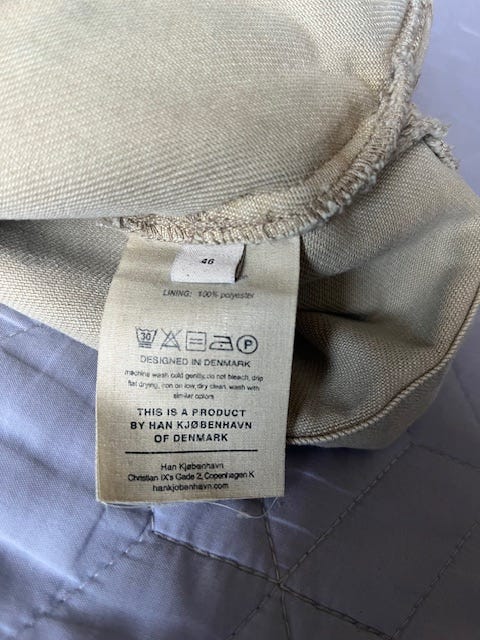 46
LINING: 100% polyester
30 P
DESIGNED IN DENMARK
machine wash cold gently, do not bleach, drip
flat drying, iron on low, dry clean, wash with
similar colors
THIS IS A PRODUCT
BY HAN KJØBENHAVN
OF DENMARK
Han Kjøbenhavn
Christian IX's Gade 2, Copenhagen K
hankjobenhavn.com